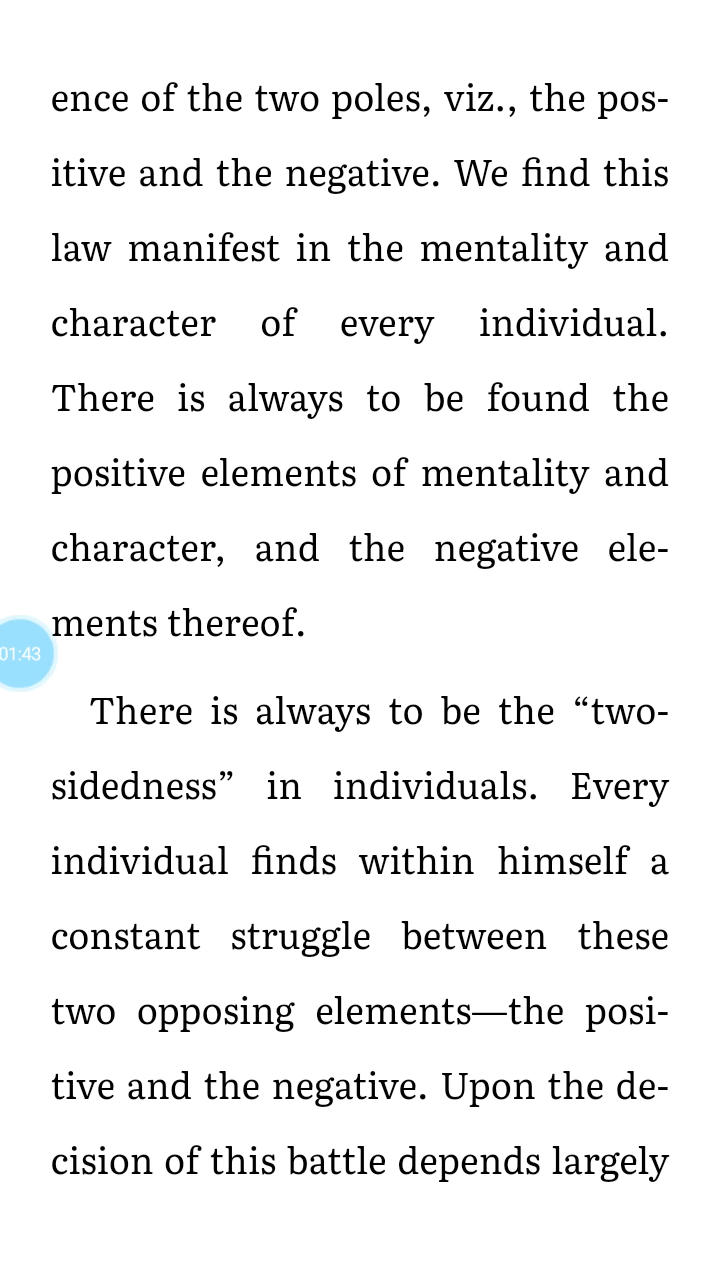 ence of the two poles, viz., the pos-
itive and the negative. We find this
law manifest in the mentality and
character of every individual.
There is always to be found the
positive elements of mentality and
character, and the negative ele-
ments thereof.
01:43
There is always to be the “two-
sidedness” in individuals. Every
individual finds within himself a
constant struggle between these
two opposing elements—the posi-
tive and the negative. Upon the de-
cision of this battle depends largely